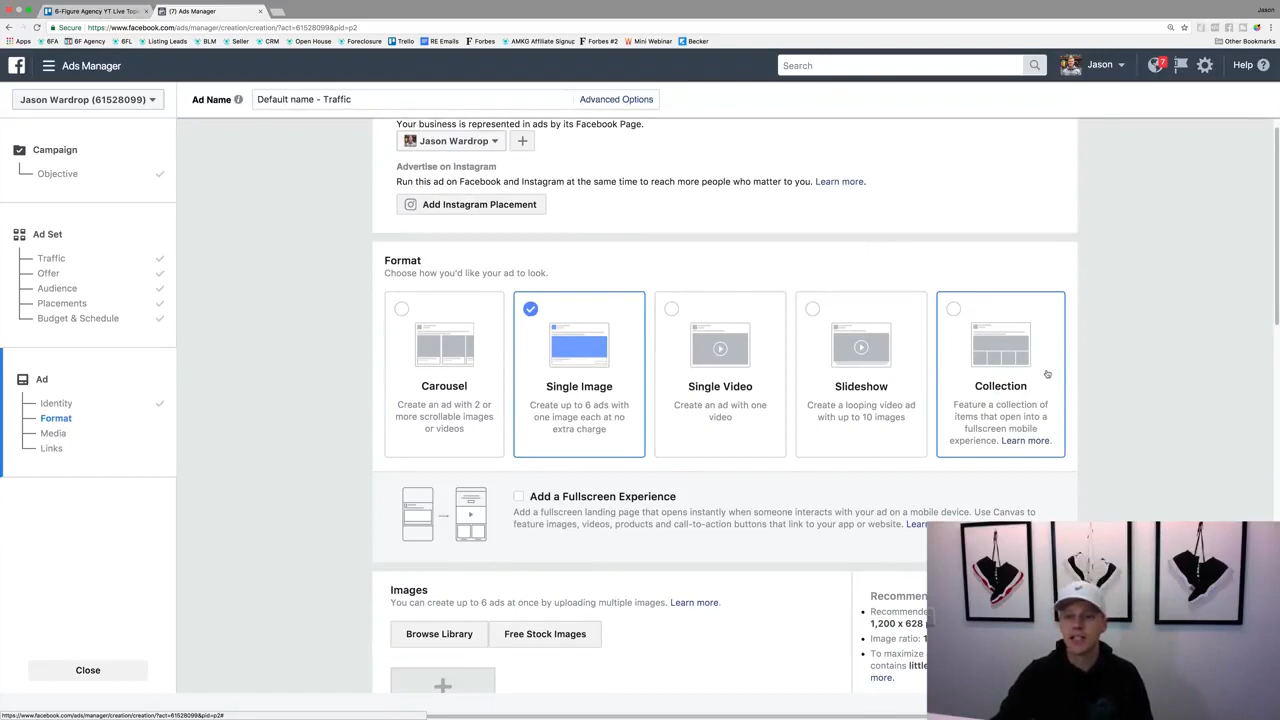 6-Figure Agency YT Live Tope
(7) Ads Manager
Jason
Secure
https://www.facebook.com/ads/manager/creation/creation/?act=61528099&pid=p2
Apps
6FA
6F Agency
6FL
Listing Leads
BLM
Seller
CRM
Open House
Foreclosure
Trello
RE Emails
Forbes
AMKG Affiliate Signup
Forbes #2
Mini Webinar
Becker
Other Bookmarks
Ads Manager
Search
Jason
7
Help
Jason Wardrop (61528099)
Ad Name
Default name - Traffic
Advanced Options
Campaign
Objective
Ad Set
Traffic
Offer
Audience
Placements
Budget & Schedule
Ad
Identity
Format
Media
Links
Close
Your business is represented in ads by its Facebook Page.
Jason Wardrop
Advertise on Instagram
Run this ad on Facebook and Instagram at the same time to reach more people who matter to you. Learn more.
Add Instagram Placement
Format
Choose how you'd like your ad to look.
Carousel
Create an ad with 2 or
more scrollable images
or videos
Single Image
Create up to 6 ads with
one image each at no
extra charge
Single Video
Create an ad with one
video
Slideshow
Create a looping video ad
with up to 10 images
Collection
Feature a collection of
items that open into a
fullscreen mobile
experience. Learn more.
Add a Fullscreen Experience
Add a fullscreen landing page that opens instantly when someone interacts with your ad on a mobile device. Use Canvas to
feature images, videos, products and call-to-action buttons that link to your app or website.
Images
You can create up to 6 ads at once by uploading multiple images. Learn more.
Browse Library
Free Stock Images
Recommen
Recommende
1,200 x 628
Image ratio: 1
To maximize
contains little
more.
https://www.facebook.com/ads/manager/creation/creation/?act=61528099&pid=p2#